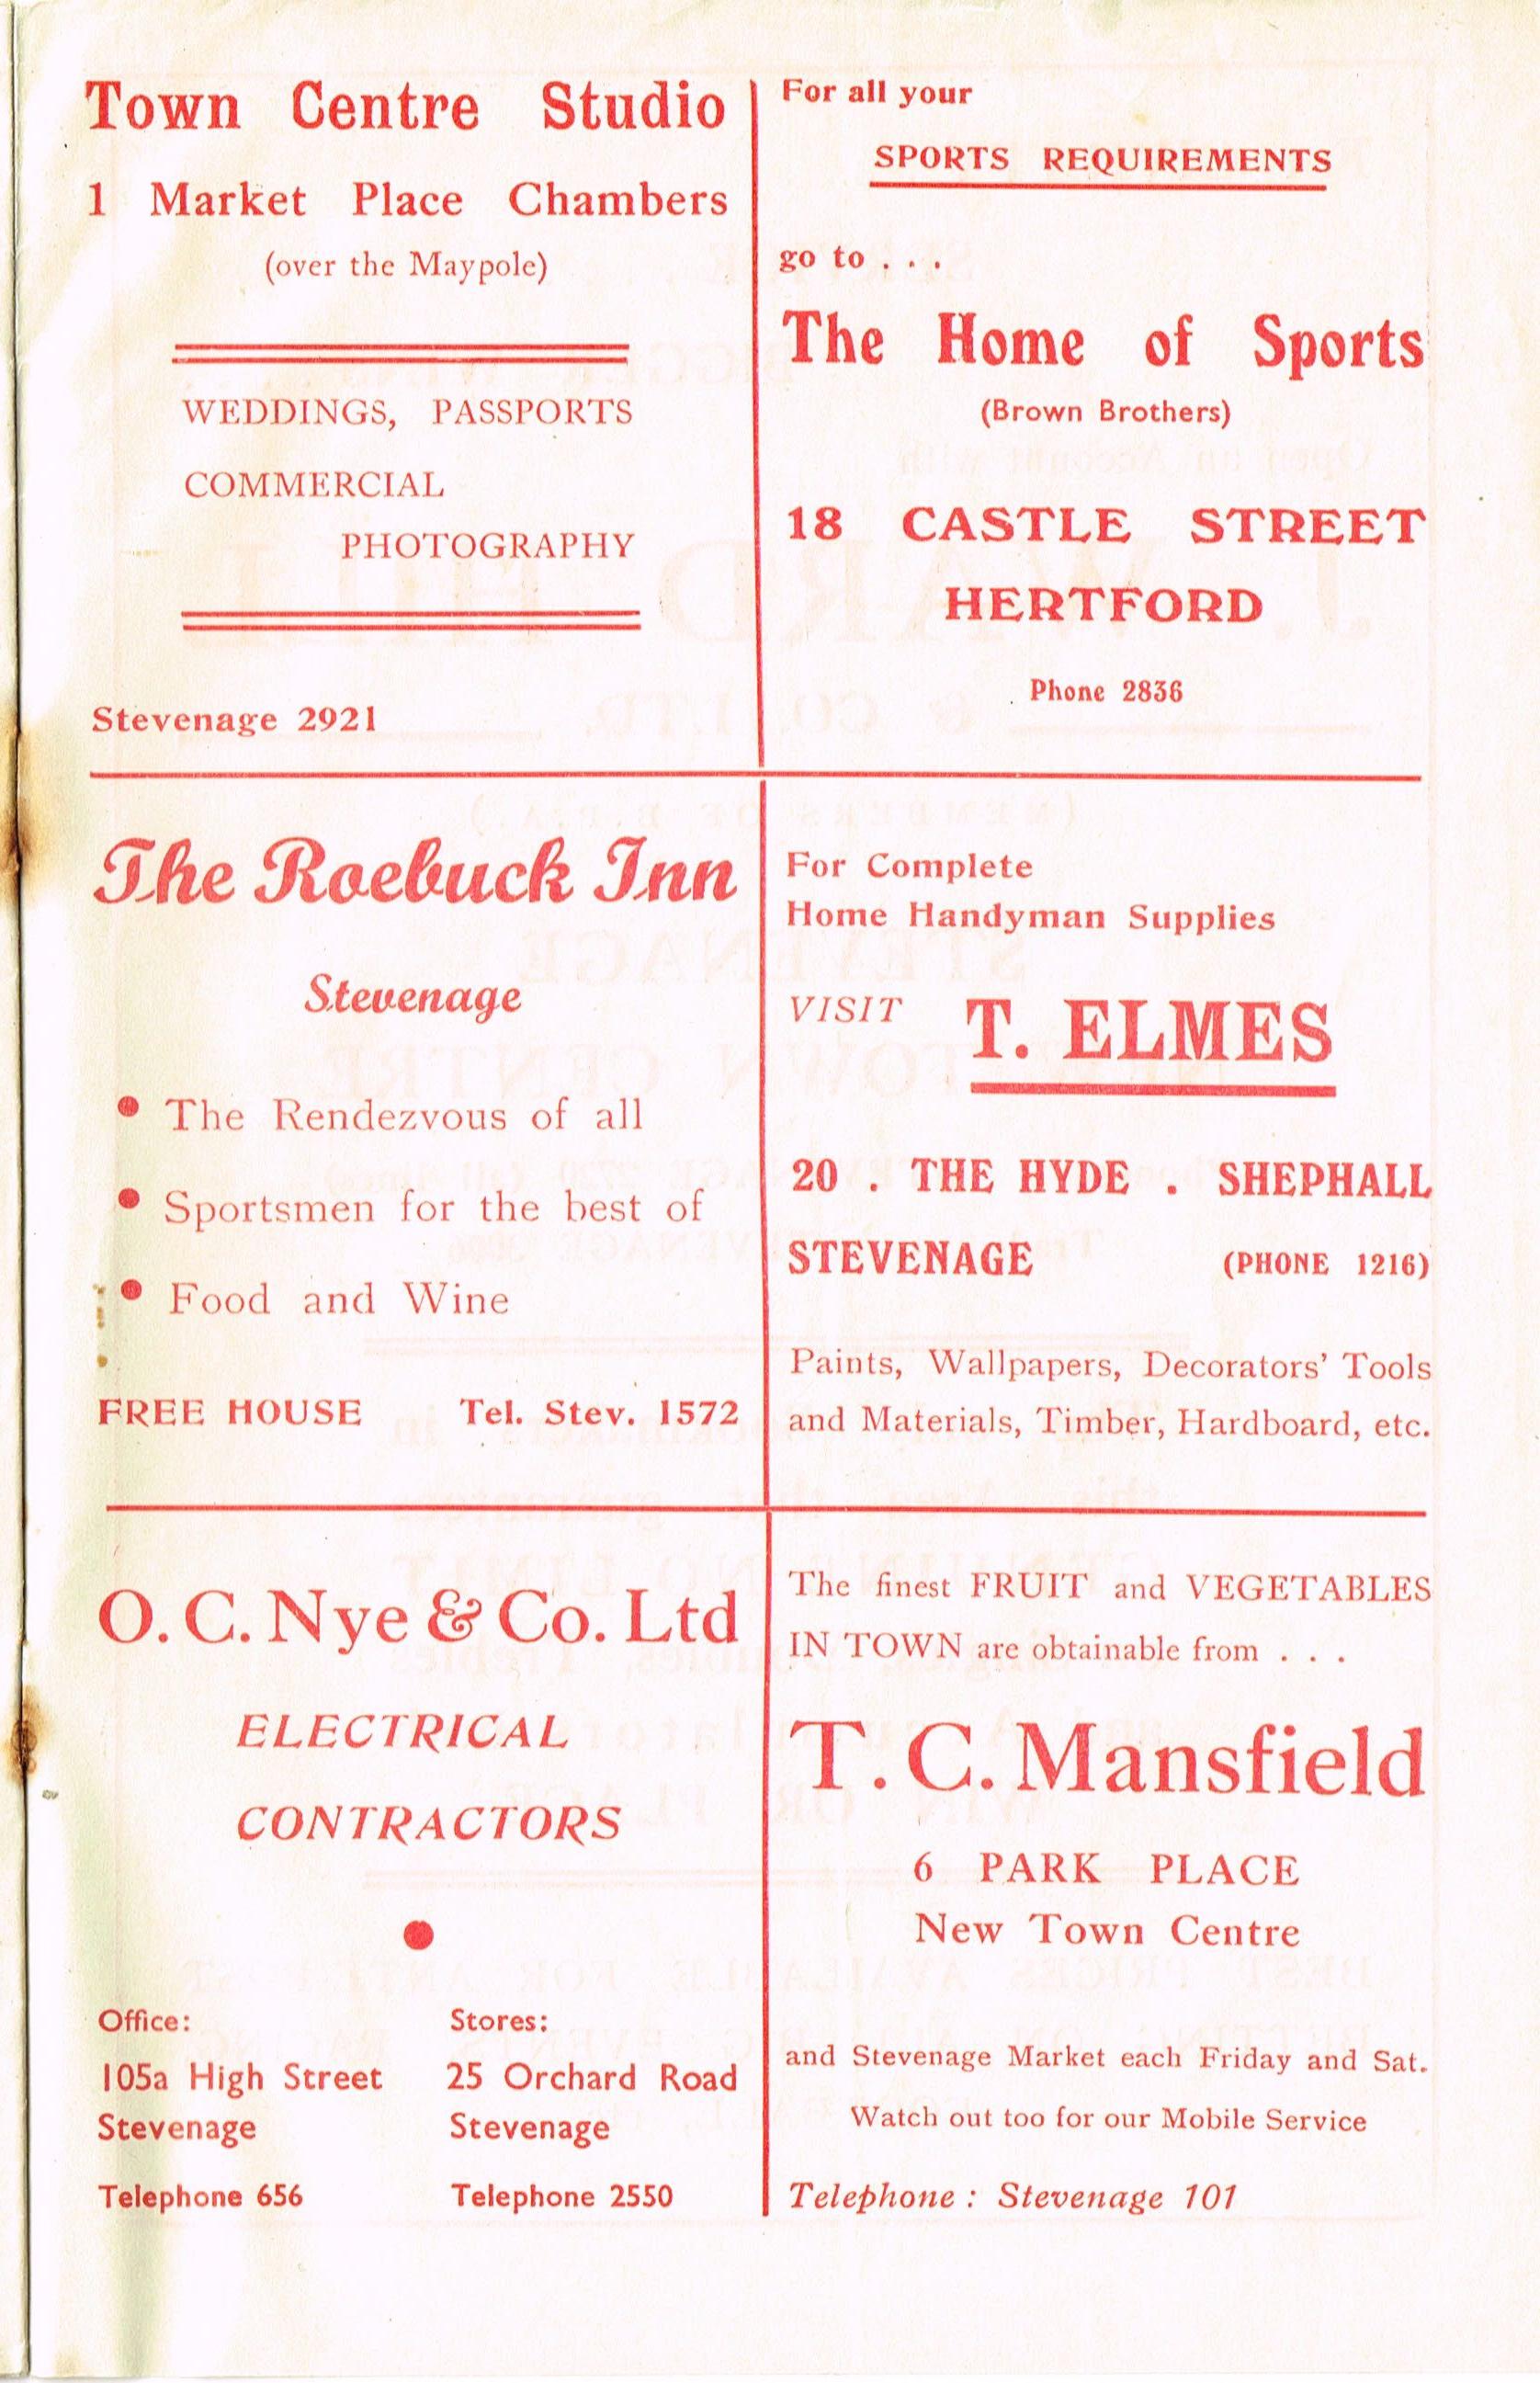 Town Centre Studio
1 Market Place Chambers
(over the Maypole)
WEDDINGS, PASSPORTS
COMMERCIAL
PHOTOGRAPHY
Stevenage 2921
For all your
SPORTS REQUIREMENTS
go to . . .
The Home of Sports
(Brown Brothers)
18 CASTLE STREET
HERTFORD
Phone 2836
The Roebuck Inn
Stevenage
• The Rendezvous of all
• Sportsmen for the best of
• Food and Wine
FREE HOUSE Tel. Stev. 1572
For Complete
Home Handyman Supplies
VISIT T. ELMES
20 . THE HYDE . SHEPHALL
STEVENAGE (PHONE 1216)
Paints, Wallpapers, Decorators' Tools
and Materials, Timber, Hardboard, etc.
O. C. Nye & Co. Ltd
ELECTRICAL
CONTRACTORS
Office:
105a High Street
Stevenage
Telephone 656
Stores:
25 Orchard Road
Stevenage
Telephone 2550
The finest FRUIT and VEGETABLES
IN TOWN are obtainable from . . .
T. C. Mansfield
6 PARK PLACE
New Town Centre
and Stevenage Market each Friday and Sat.
Watch out too for our Mobile Service
Telephone : Stevenage 101